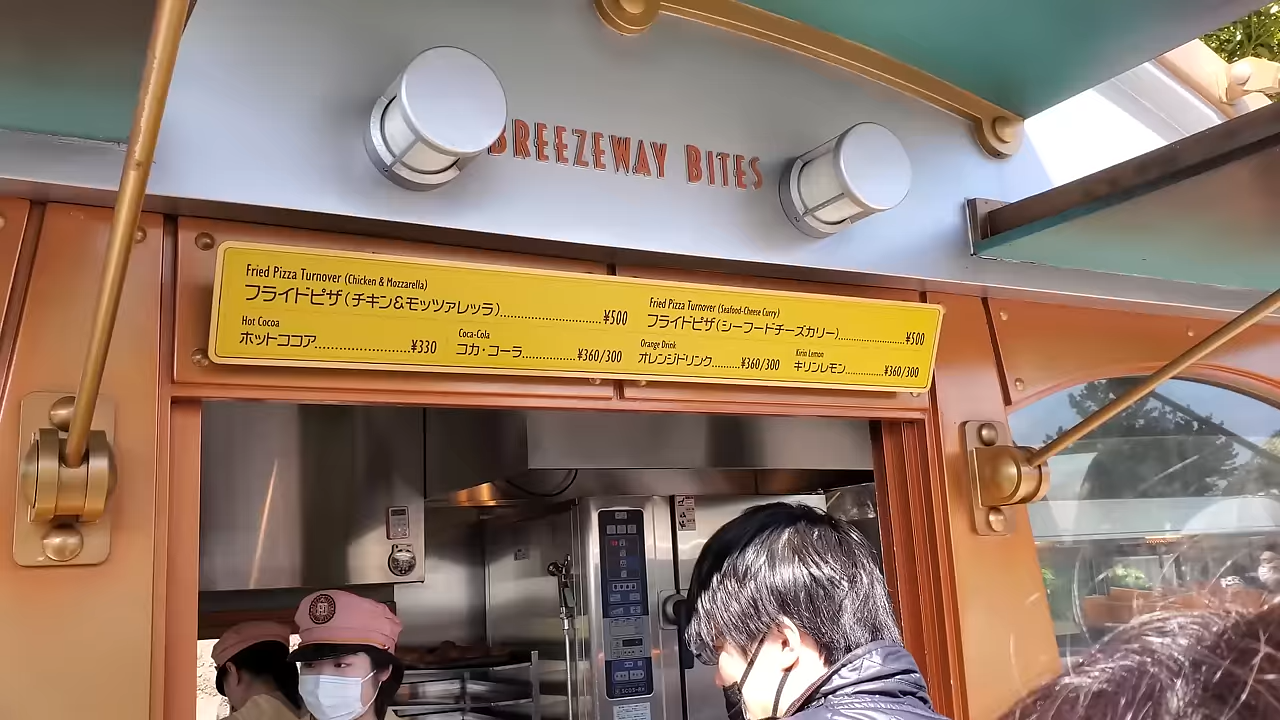 BREEZEWAY BITES
Fried Pizza Turnover (Chicken & Mozzarella)
フライドピザ(チキン&モッツァレッラ)..........................¥500
Fried Pizza Turnover (Seafood-Cheese Curry)
フライドピザ(シーフードチーズカリー)........................¥500
Hot Cocoa
ホットココア........................¥330
Coca-Cola
コカ・コーラ..............¥360/300
Orange Drink
オレンジドリンク.........¥360/300
Kirin Lemon
キリンレモン.............¥360/300